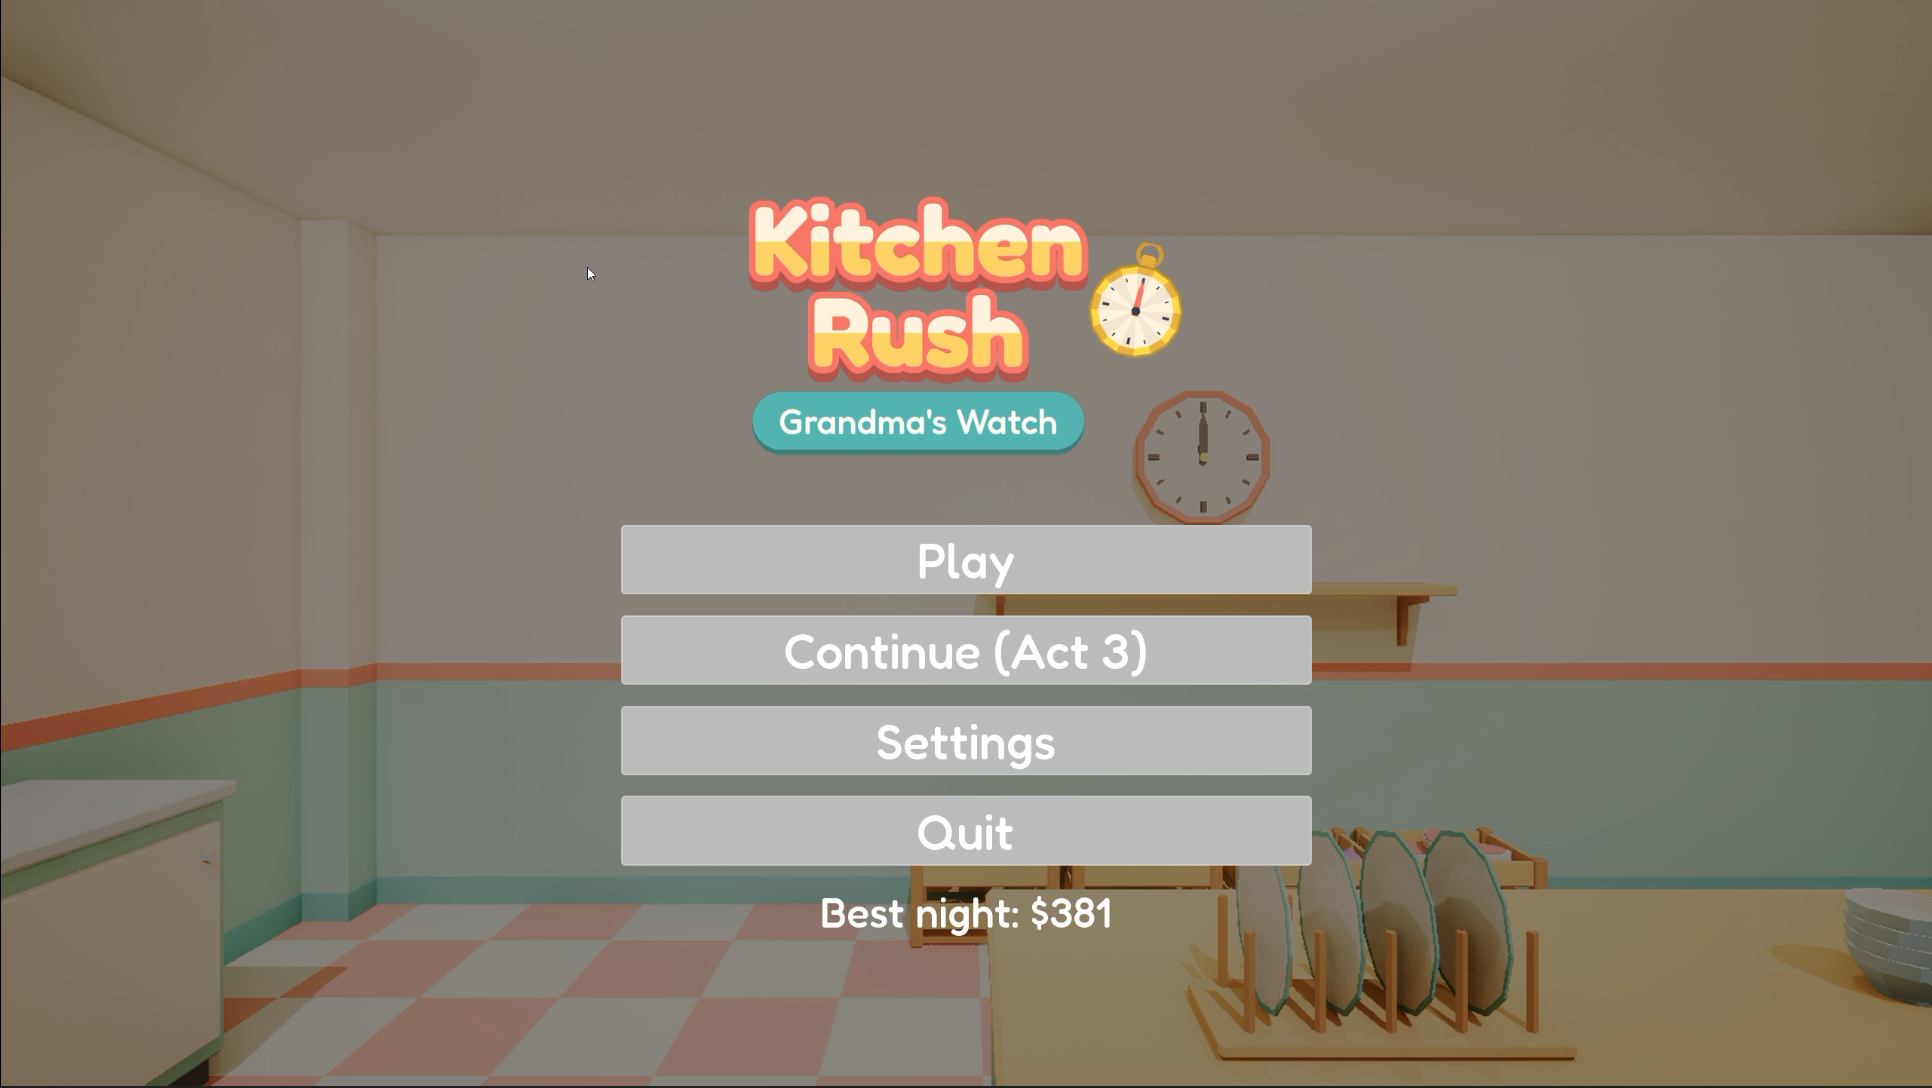 Kitchen
Rush
Grandma's Watch
Play
Continue (Act 3)
Settings
Quit
Best night: $381